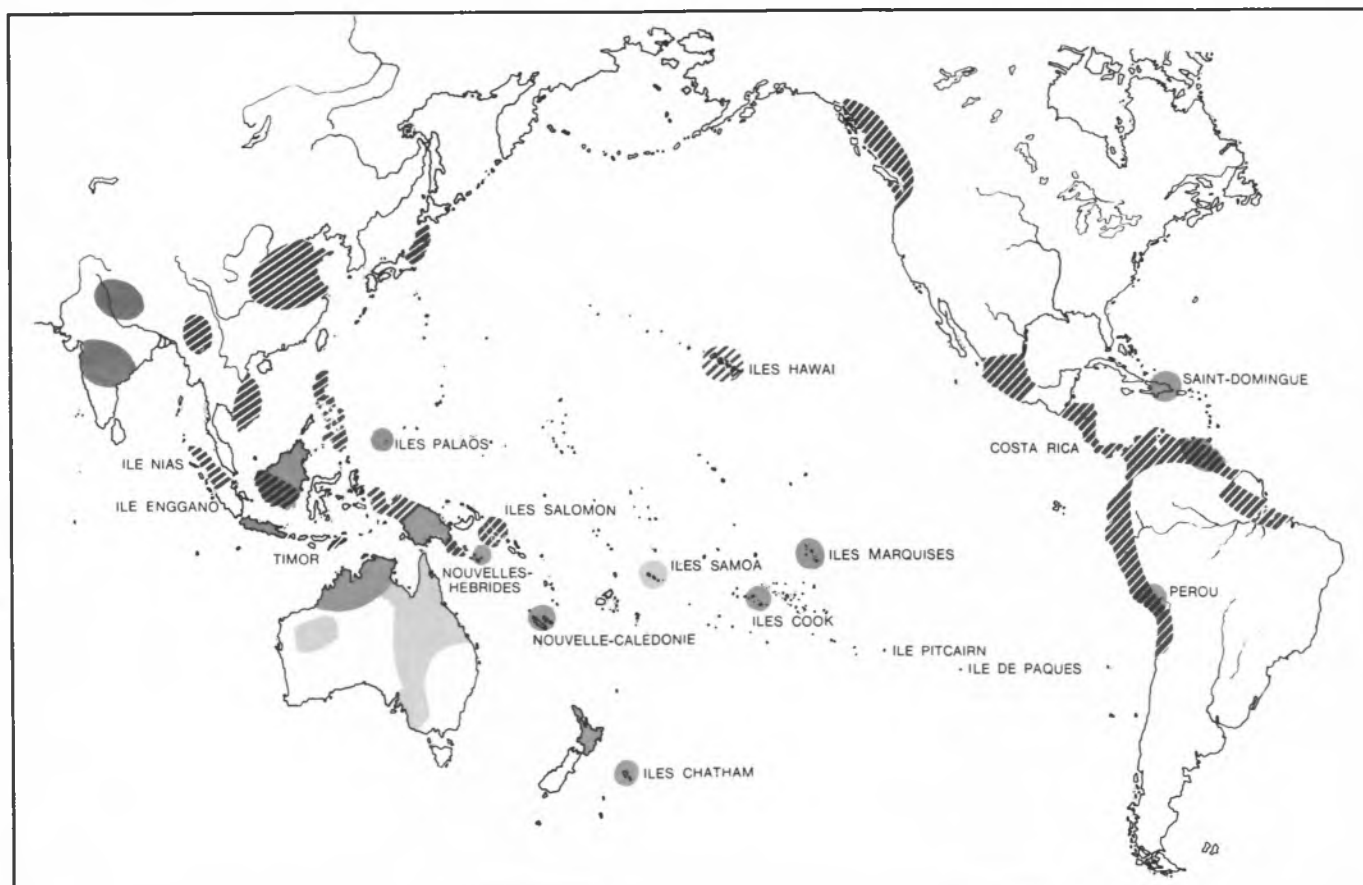 ILES HAWAI
SAINT-DOMINGUE
ILES PALAOS
COSTA RICA
ILE NIAS
ILE ENGGANO
ILES SALOMON
TIMOR
NOUVELLES-
HEBRIDES
ILES SAMOA
ILES MARQUISES
PEROU
ILES COOK
NOUVELLE-CALÉDONIE
ILE PITCAIRN
ILE DE PAQUES
ILES CHATHAM